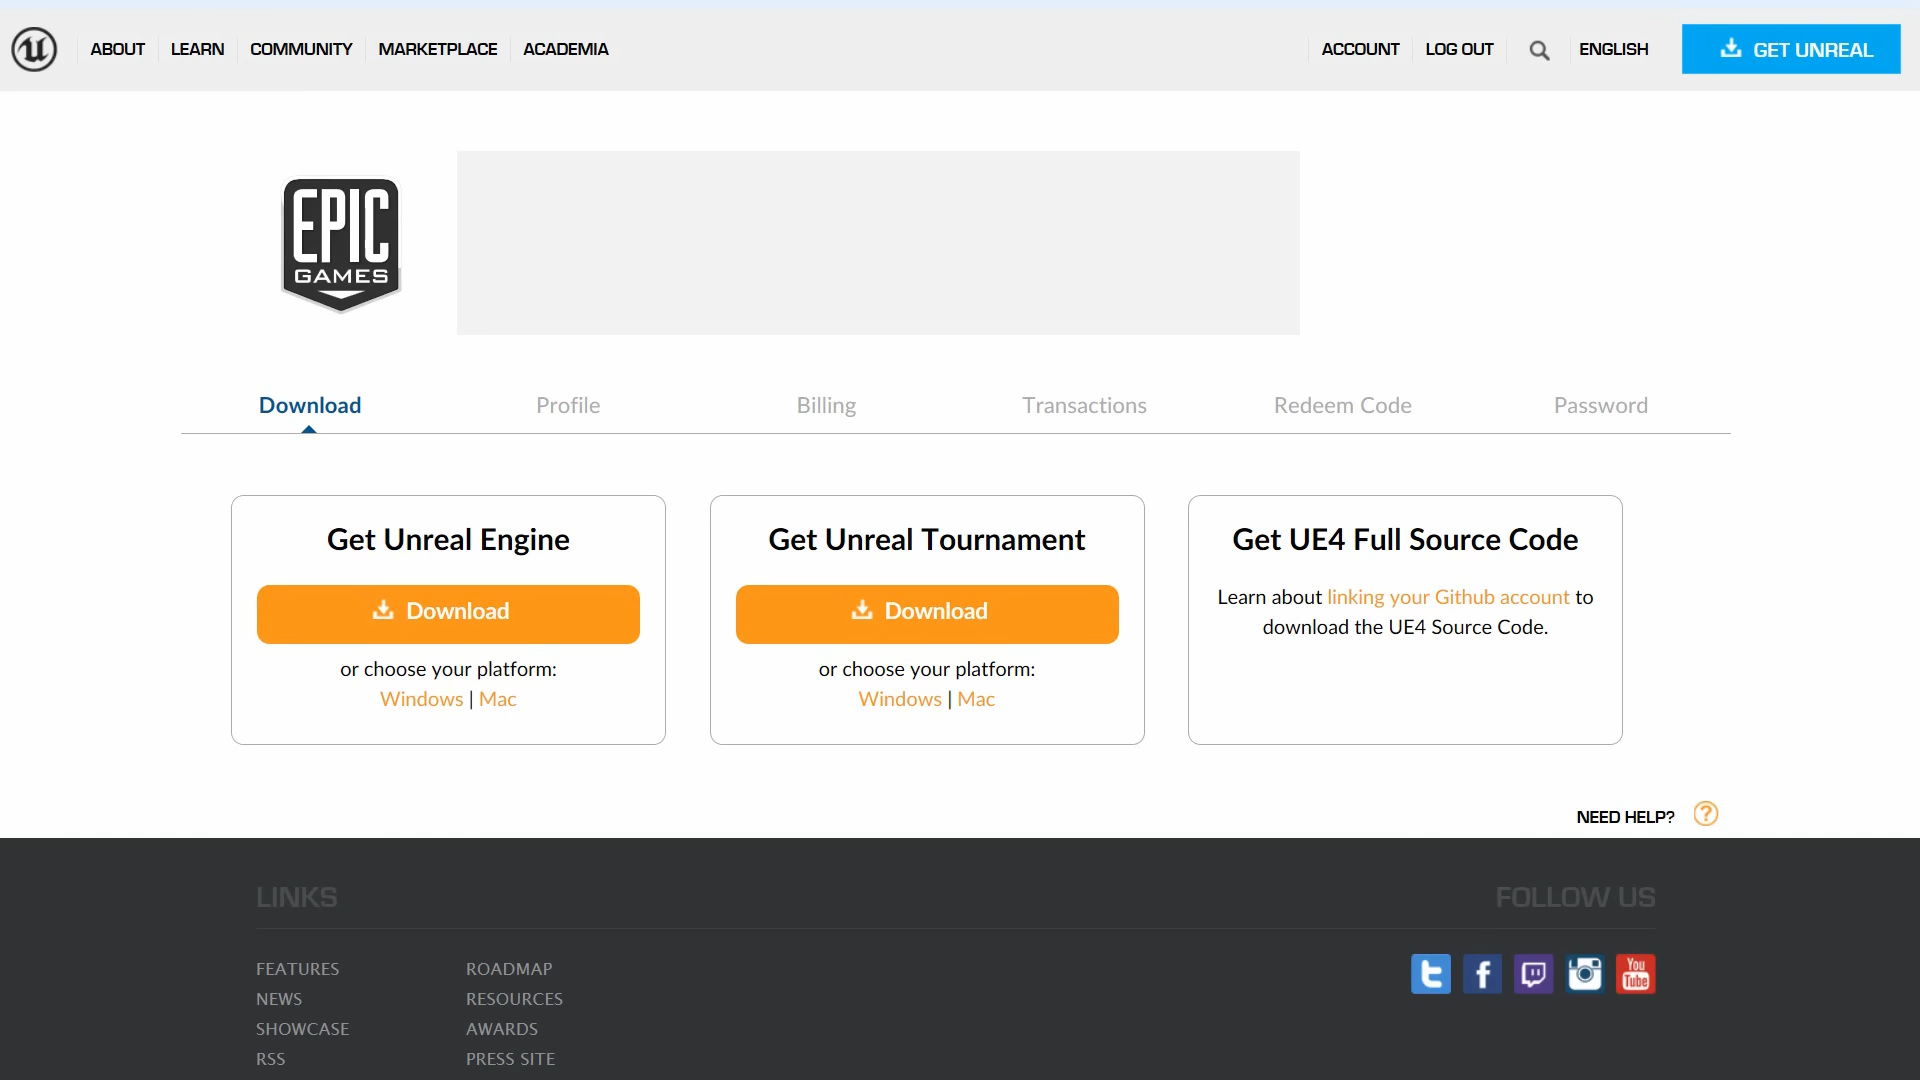 ABOUT LEARN COMMUNITY MARKETPLACE ACADEMIA ACCOUNT LOG OUT ENGLISH GET UNREAL
EPIC
GAMES
Download Profile Billing Transactions Redeem Code Password
Get Unreal Engine
Download
or choose your platform:
Windows | Mac
Get Unreal Tournament
Download
or choose your platform:
Windows | Mac
Get UE4 Full Source Code
Learn about linking your Github account to
download the UE4 Source Code.
NEED HELP? ?
LINKS
FEATURES
NEWS
SHOWCASE
RSS
ROADMAP
RESOURCES
AWARDS
PRESS SITE
FOLLOW US
You
Tube